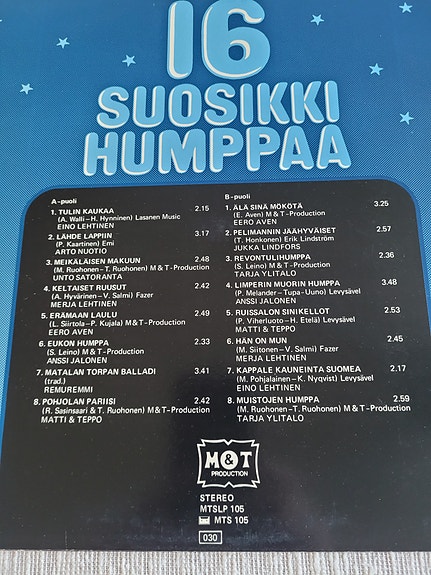 16
SUOSIKKI
HUMPPAA
A-puoli
1. TULIN KAUKAA 2.15
(A. Walli–H. Hynninen) Lasanen Music
EINO LEHTINEN
2. LÄHDE LAPPIIN 3.17
(P. Kaartinen) Emi
ARTO NUOTIO
3. MEIKÄLÄISEN MAKUUN 2.48
(M. Ruohonen–T. Ruohonen) M & T-Production
UNTO SATORANTA
4. KELTAISET RUUSUT 2.42
(A. Hyvärinen–V. Salmi) Fazer
MERJA LEHTINEN
5. ERÄMAAN LAULU 2.49
(L. Siirtola–P. Kujala) M&T-Production
EERO AVEN
6. EUKON HUMPPA 2.33
(S. Leino) M & T-Production
ANSSI JALONEN
7. MATALAN TORPAN BALLADI 3.41
(trad.)
REMUREMMI
8. POHJOLAN PARIISI 2.42
(R. Sasinsaari & T. Ruohonen) M & T-Production
MATTI & TEPPO
B-puoli
1. ÄLÄ SINÄ MÖKÖTÄ 3.25
(E. Aven) M & T-Production
EERO AVEN
2. PELIMANNIN JÄÄHYVÄISET 2.57
(T. Honkonen) Erik Lindström
JUKKA LINDFORS
3. REVONTULIHUMPPA 2.36
(S. Leino) M & T-Production
TARJA YLITALO
4. LIMPERIN MUORIN HUMPPA 3.48
(P. Melander–Tupa-Uuno) Levysävel
ANSSI JALONEN
5. RUISSALON SINIKELLOT 2.53
(P. Viherluoto–H. Etelä) Levysävel
MATTI & TEPPO
6. HÄN ON MUN 2.45
(M. Siitonen–V. Salmi) Fazer
MERJA LEHTINEN
7. KAPPALE KAUNEINTA SUOMEA 2.17
(M. Pohjalainen–K. Nyqvist) Levysävel
EINO LEHTINEN
8. MUISTOJEN HUMPPA 2.59
(M. Ruohonen–T. Ruohonen) M & T-Production
TARJA YLITALO
M&T
PRODUCTION
STEREO
MTSLP 105
MTS 105
030